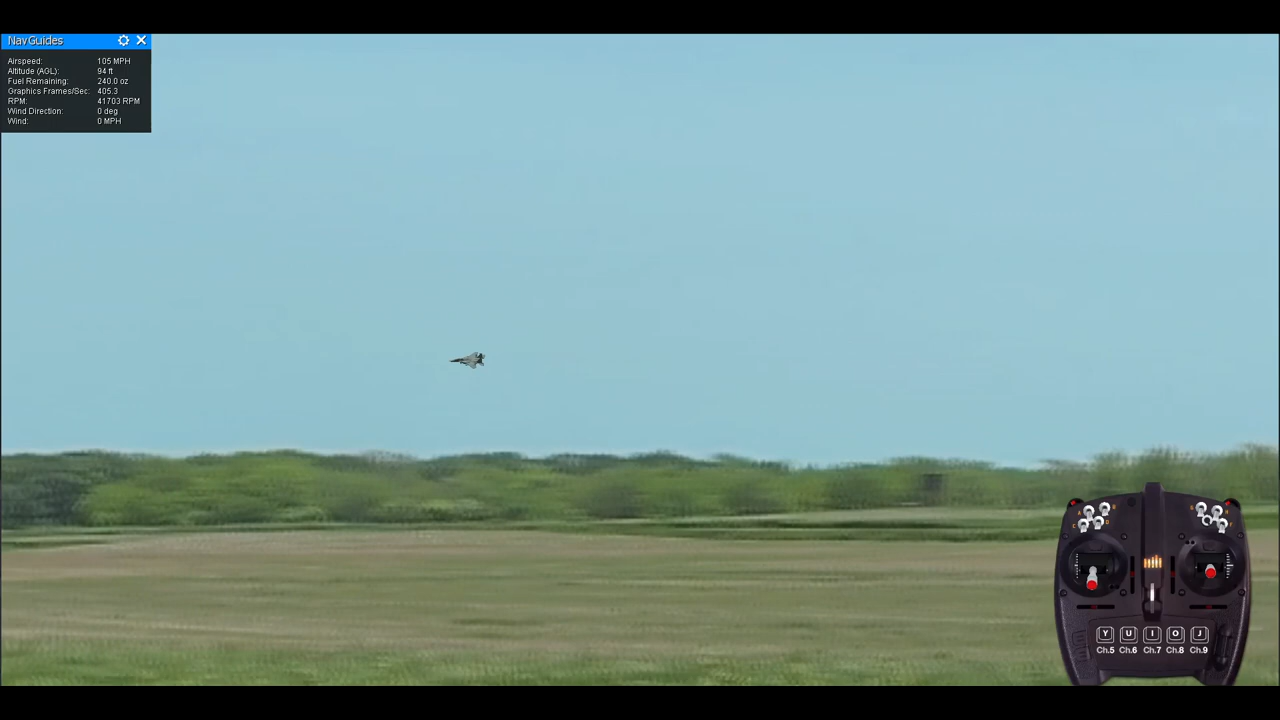 NavGuides
Airspeed: 105 MPH
Altitude (AGL): 94 ft
Fuel Remaining: 240.0 oz
Graphics Frames/Sec: 405.3
RPM: 41703 RPM
Wind Direction: 0 deg
Wind: 0 MPH
A
C D
Y U I O J
Ch.5 Ch.6 Ch.7 Ch.8 Ch.9